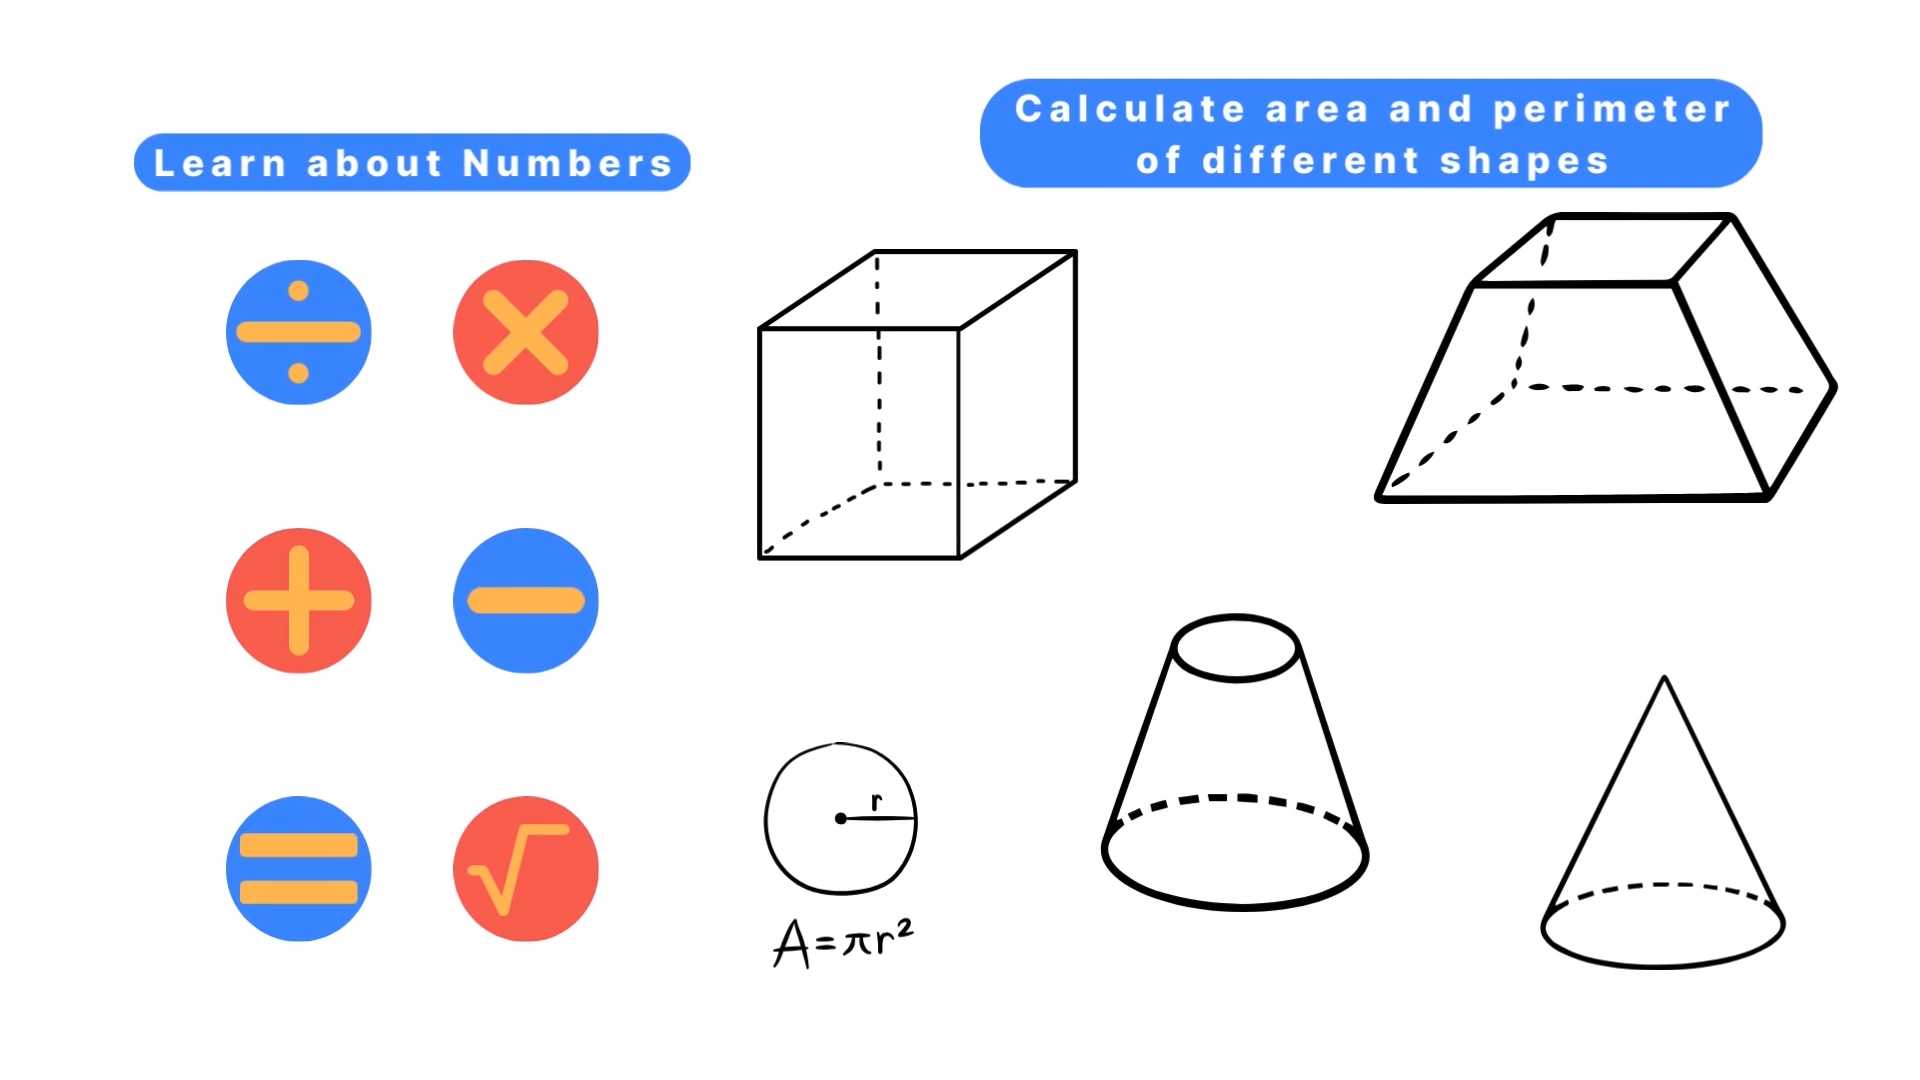 Learn about Numbers
Calculate area and perimeter
of different shapes
÷ ×
+ −
= √
r
A=πr²